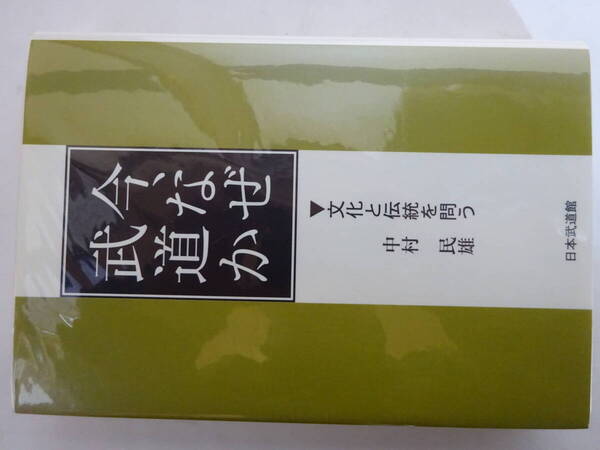 今、なぜ
武道か
▼文化と伝統を問う
中村 民雄
日本武道館